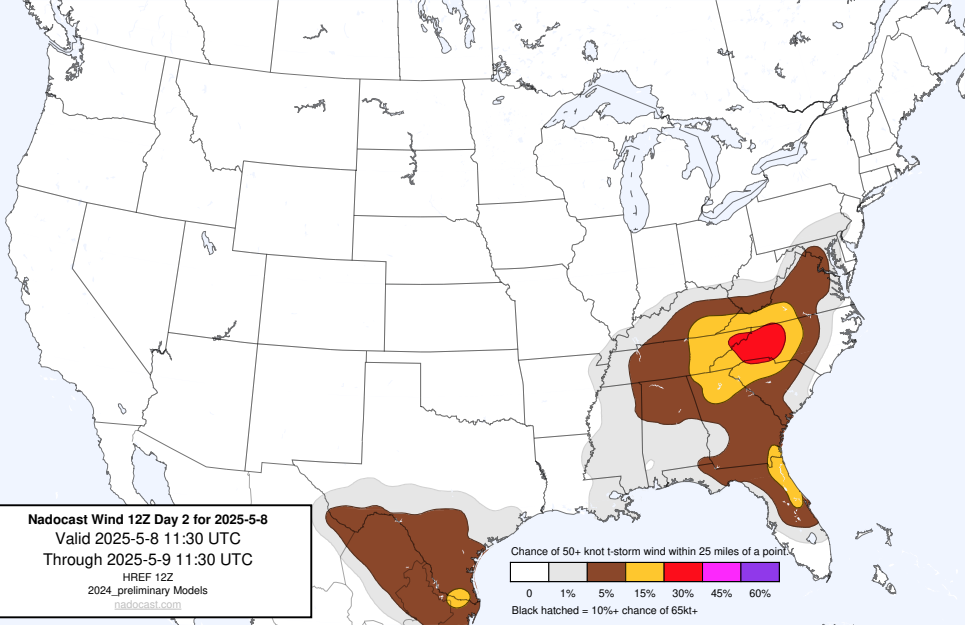 Nadocast Wind 12Z Day 2 for 2025-5-8
Valid 2025-5-8 11:30 UTC
Through 2025-5-9 11:30 UTC
HREF 12Z
2024_preliminary Models
nadocast.com
Chance of 50+ knot t-storm wind within 25 miles of a point.
0 1% 5% 15% 30% 45% 60%
Black hatched = 10%+ chance of 65kt+